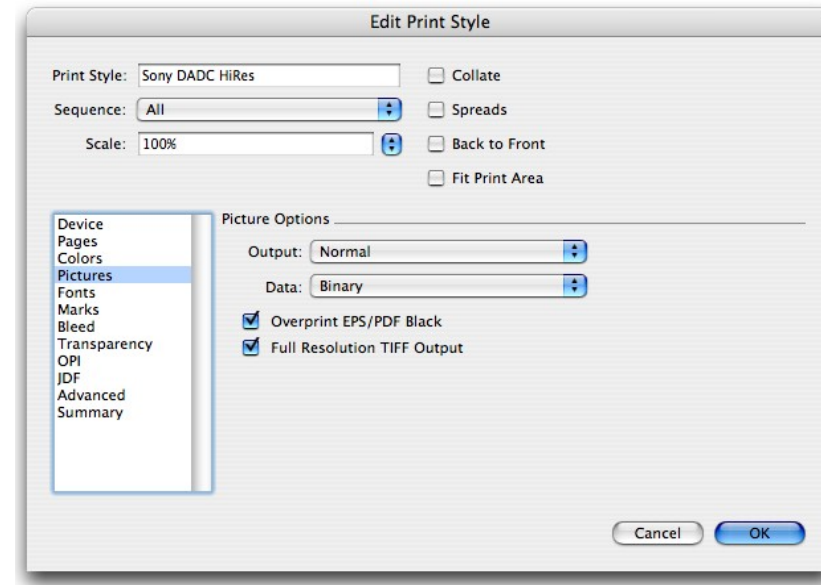 Edit Print Style
Print Style: Sony DADC HiRes
Collate
Sequence: All
Spreads
Scale: 100%
Back to Front
Fit Print Area
Device
Pages
Colors
Pictures
Fonts
Marks
Bleed
Transparency
OPI
JDF
Advanced
Summary
Picture Options
Output: Normal
Data: Binary
Overprint EPS/PDF Black
Full Resolution TIFF Output
Cancel
OK